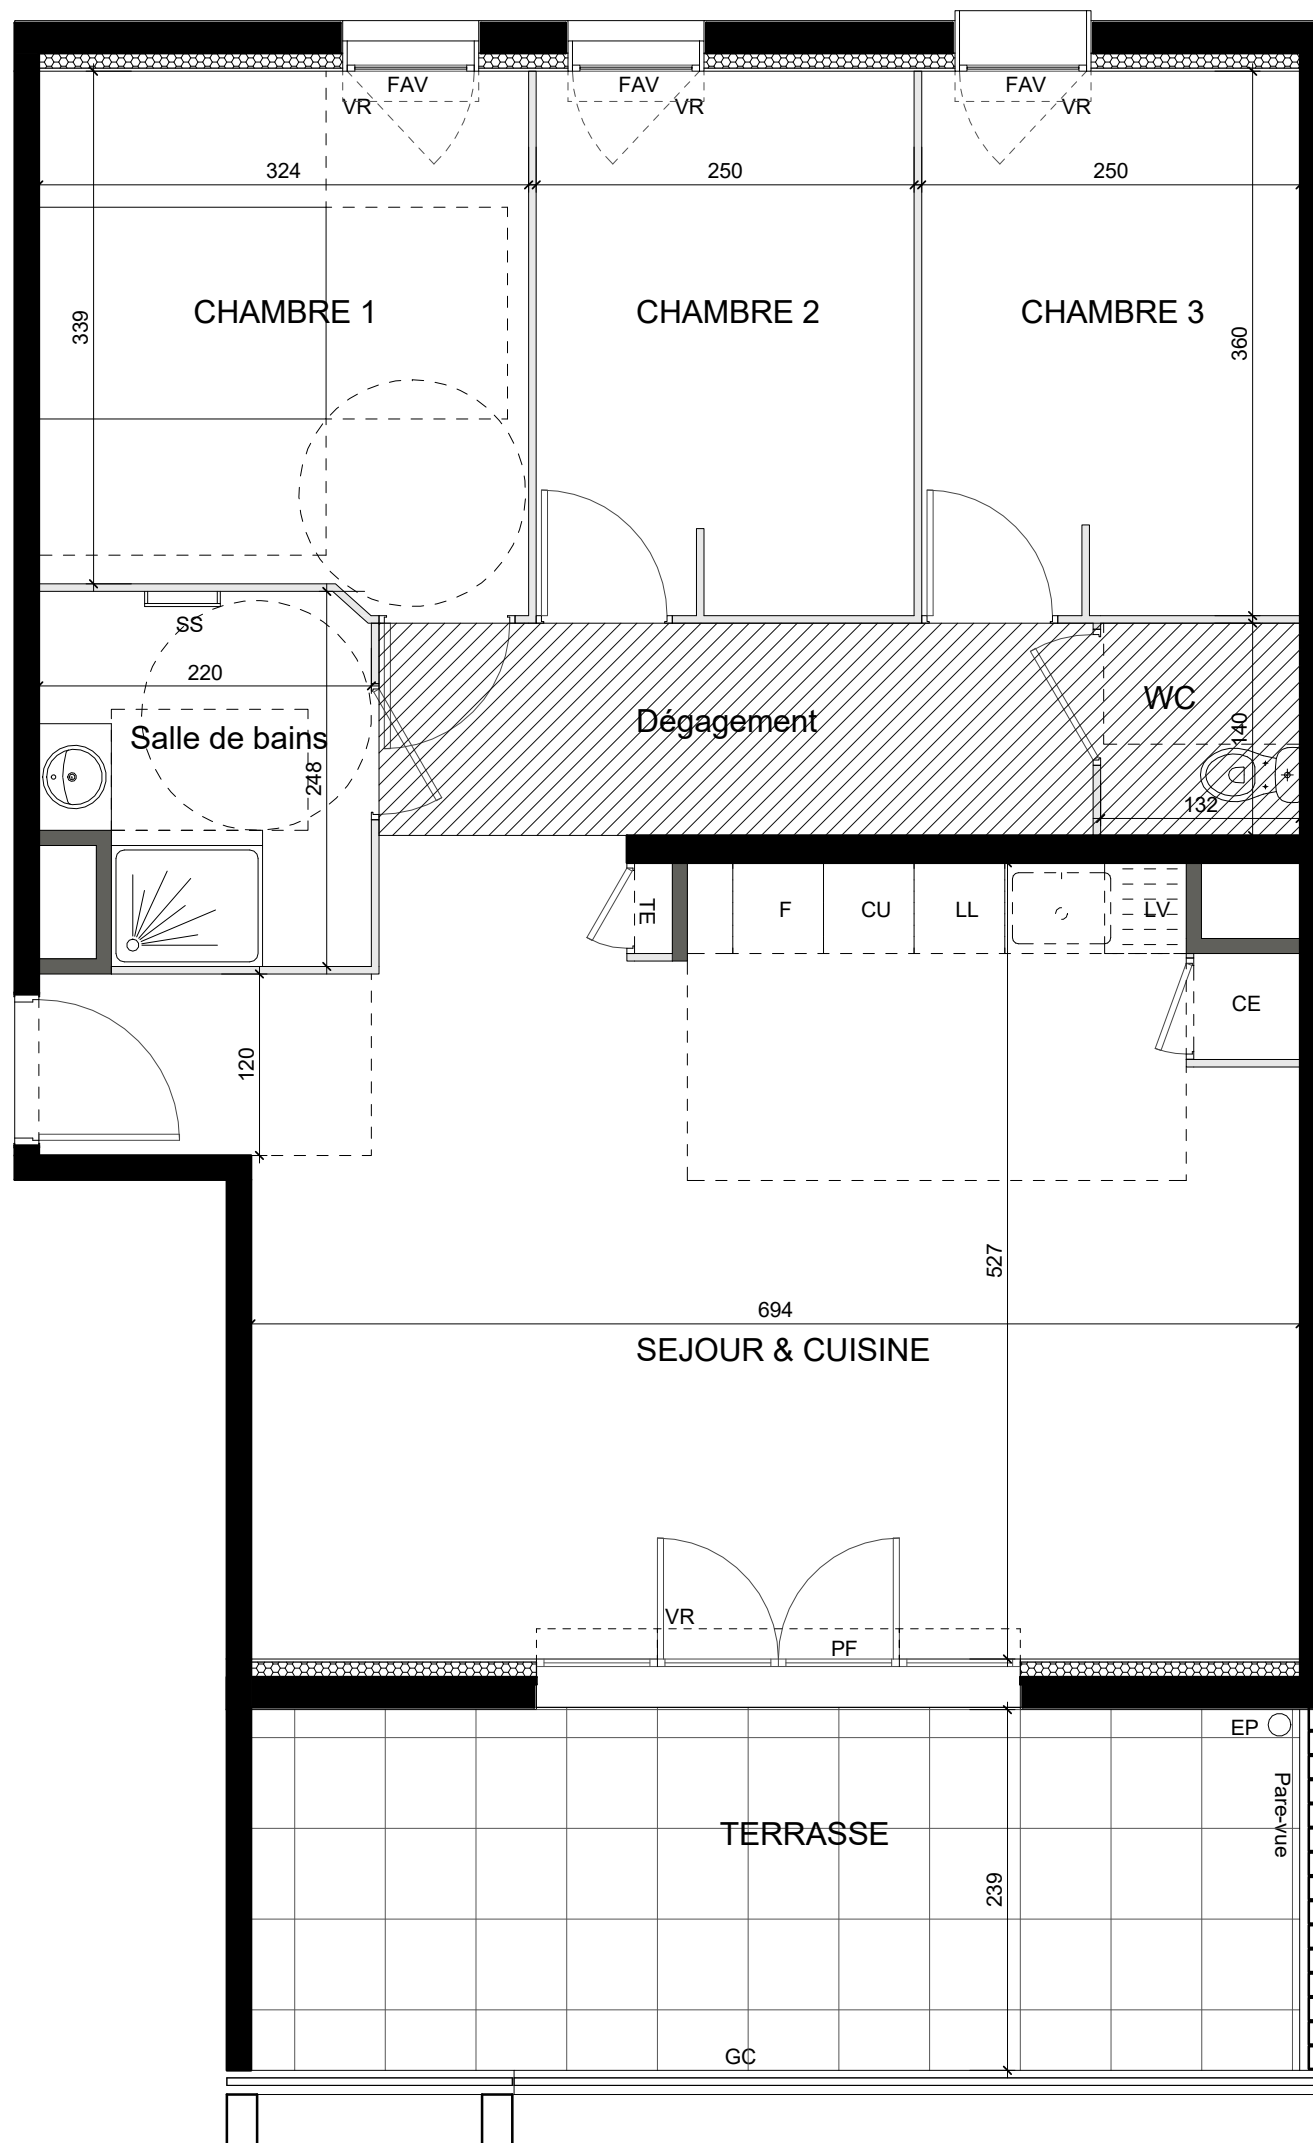 FAV
VR
FAV
VR
FAV
VR
324
250
250
CHAMBRE 1
CHAMBRE 2
CHAMBRE 3
339
360
SS
220
Salle de bains
248
Dégagement
WC
140
132
TE
F
CU
LL
LV
CE
120
527
694
SEJOUR & CUISINE
VR
PF
EP
Pare-vue
TERRASSE
239
GC